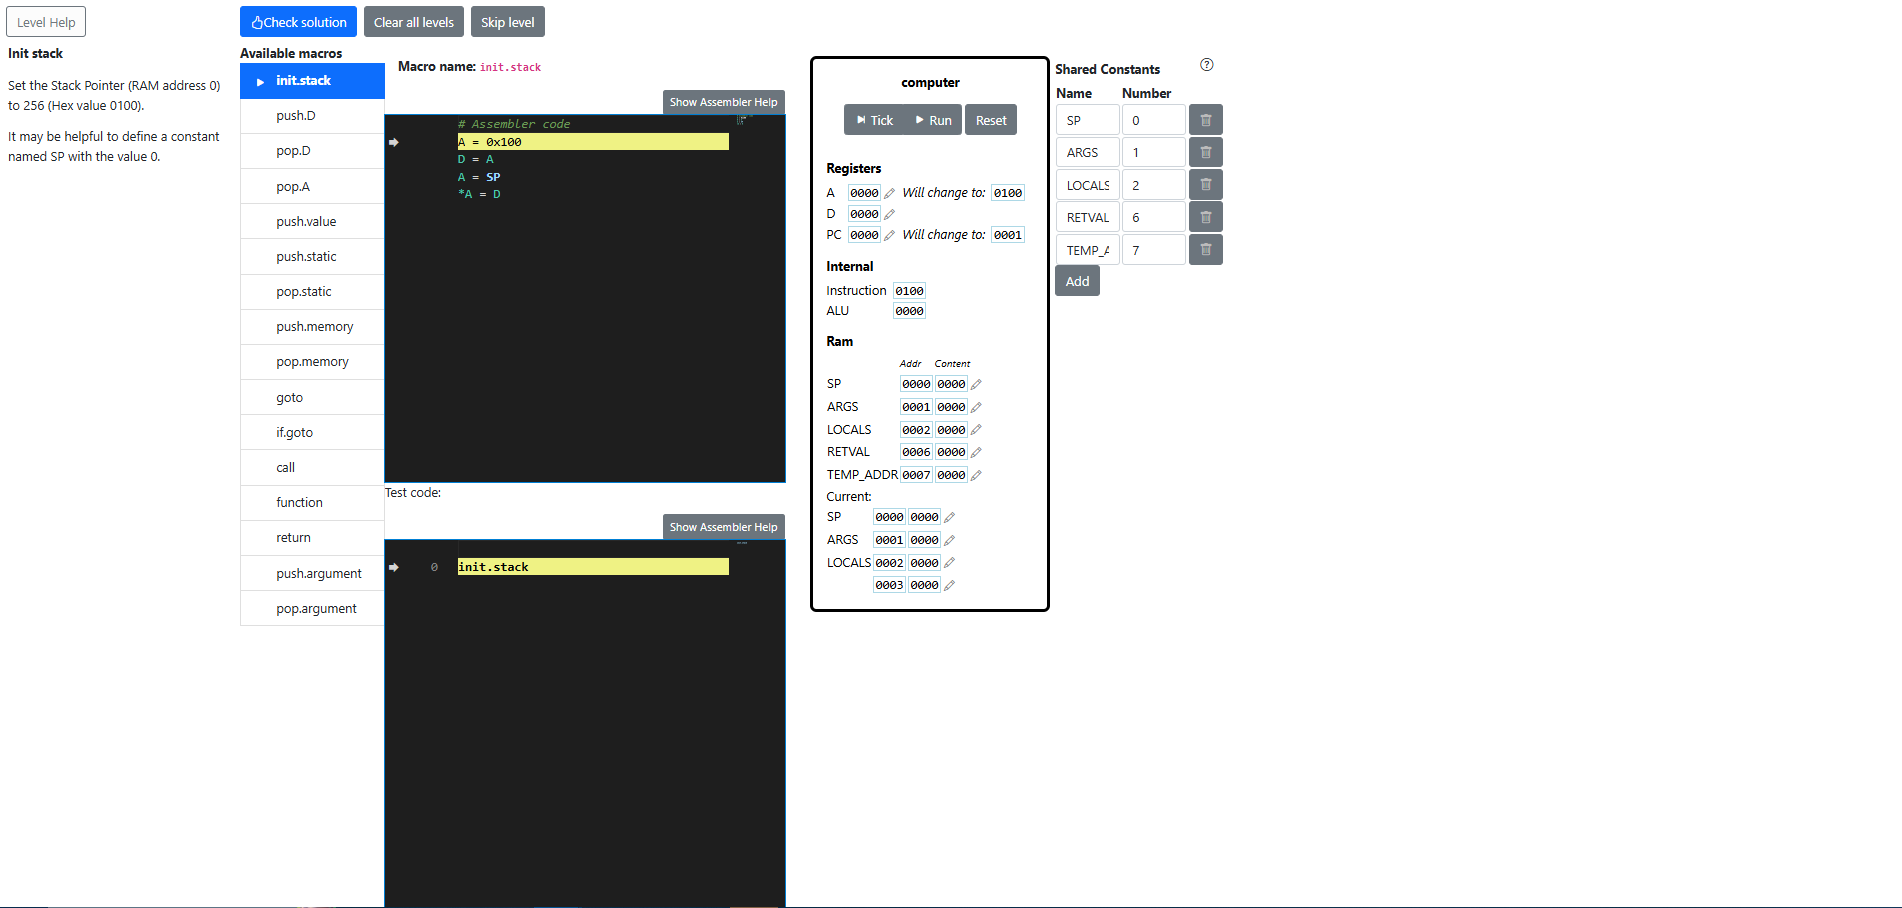 Level Help
Check solution
Clear all levels
Skip level
Init stack
Set the Stack Pointer (RAM address 0)
to 256 (Hex value 0100).
It may be helpful to define a constant
named SP with the value 0.
Available macros
init.stack
push.D
pop.D
pop.A
push.value
push.static
pop.static
push.memory
pop.memory
goto
if.goto
call
function
return
push.argument
pop.argument
Macro name: init.stack
Show Assembler Help
# Assembler code
A = 0x100
D = A
A = SP
*A = D
Test code:
Show Assembler Help
0 init.stack
computer
Tick Run Reset
Registers
A 0000 Will change to: 0100
D 0000
PC 0000 Will change to: 0001
Internal
Instruction 0100
ALU 0000
Ram
Addr Content
SP 0000 0000
ARGS 0001 0000
LOCALS 0002 0000
RETVAL 0006 0000
TEMP_ADDR 0007 0000
Current:
SP 0000 0000
ARGS 0001 0000
LOCALS 0002 0000
0003 0000
Shared Constants ?
Name Number
SP 0
ARGS 1
LOCALS 2
RETVAL 6
TEMP_A 7
Add